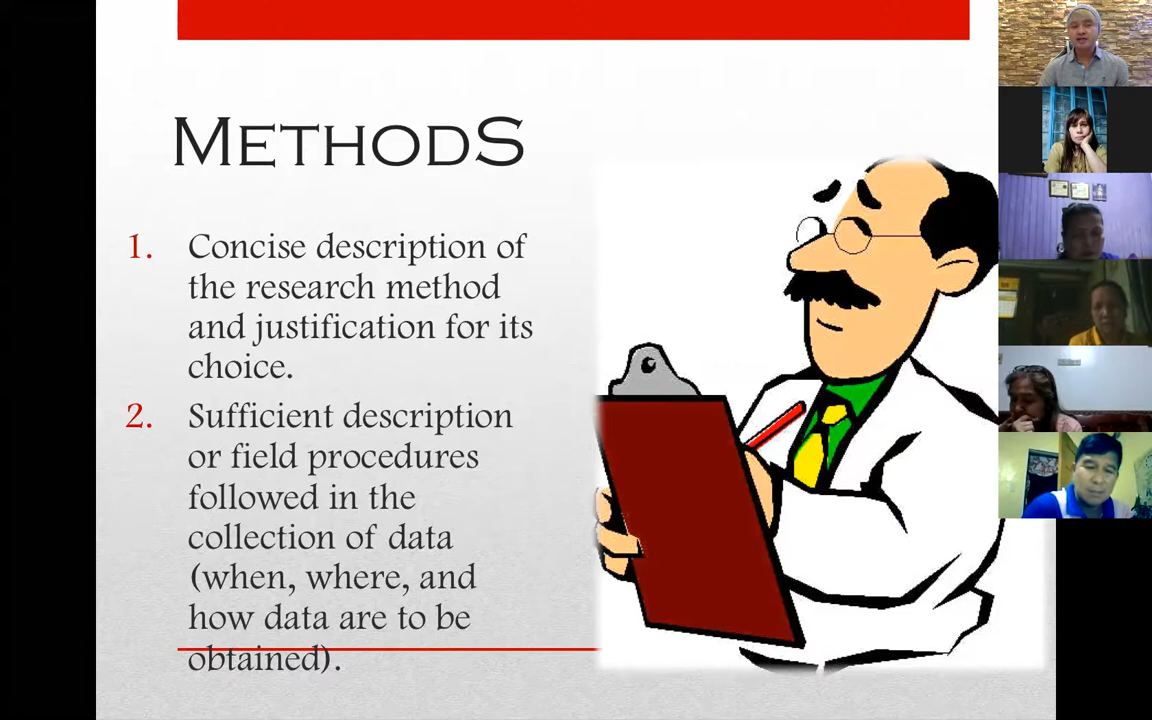 METHODS
1. Concise description of
the research method
and justification for its
choice.
2. Sufficient description
or field procedures
followed in the
collection of data
(when, where, and
how data are to be
obtained).